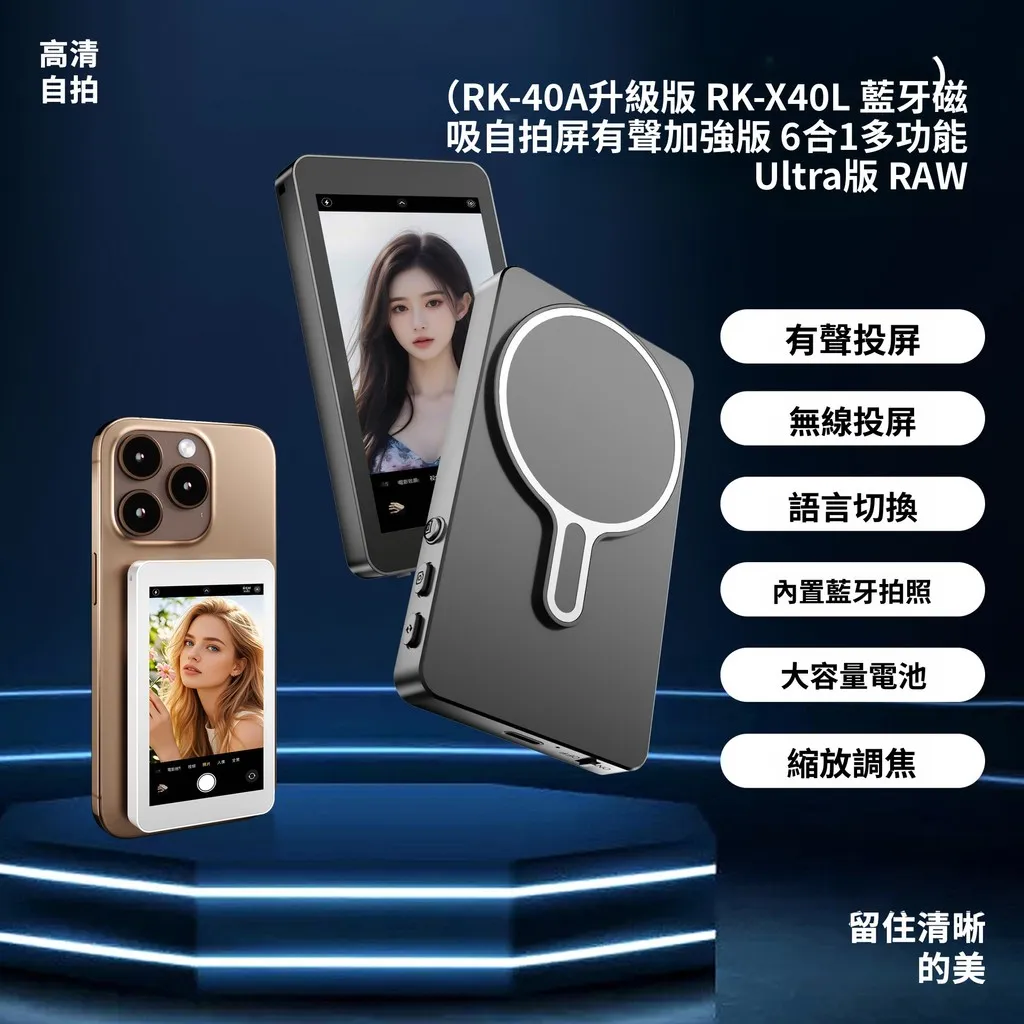 高清
自拍
（RK-40A升級版 RK-X40L 藍牙磁
吸自拍屏有聲加強版 6合1多功能
Ultra版 RAW
）
有聲投屏
無線投屏
語言切換
內置藍牙拍照
大容量電池
縮放調焦
留住清晰
的美